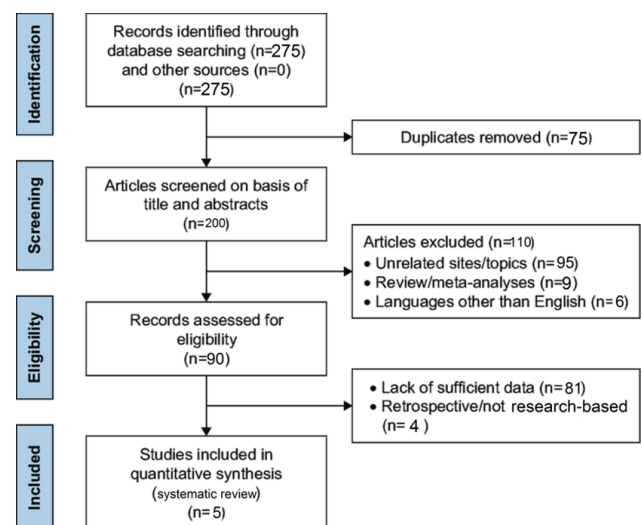 Identification
Records identified through
database searching (n=275)
and other sources (n=0)
(n=275)
Duplicates removed (n=75)
Screening
Articles screened on basis of
title and abstracts
(n=200)
Articles excluded (n=110)
• Unrelated sites/topics (n=95)
• Review/meta-analyses (n=9)
• Languages other than English (n=6)
Eligibility
Records assessed for
eligibility
(n=90)
• Lack of sufficient data (n=81)
• Retrospective/not research-based
(n= 4 )
Included
Studies included in
quantitative synthesis
(systematic review)
(n=5)